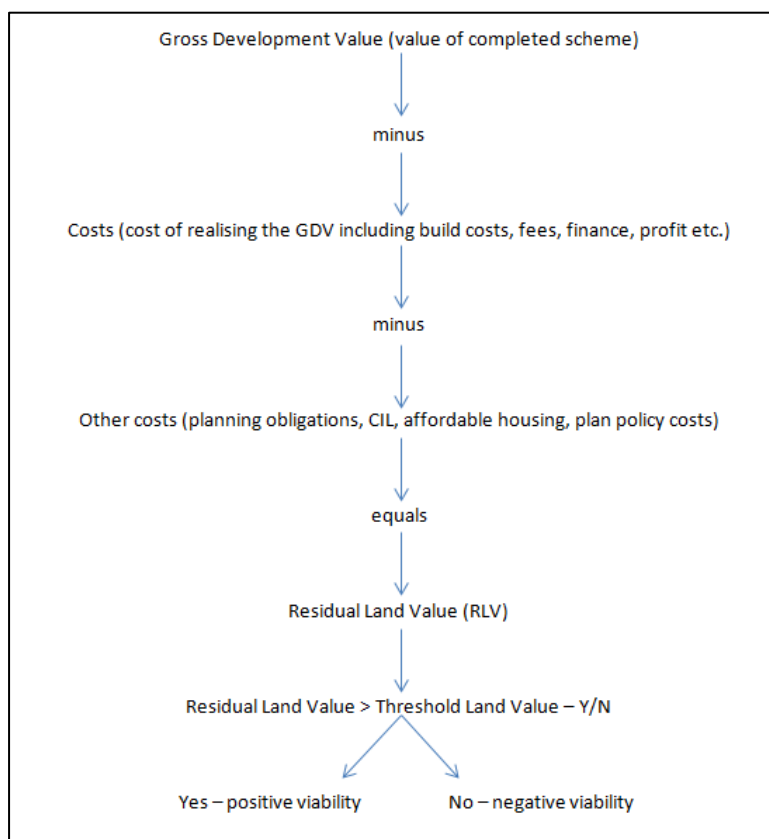 Gross Development Value (value of completed scheme)
minus
Costs (cost of realising the GDV including build costs, fees, finance, profit etc.)
minus
Other costs (planning obligations, CIL, affordable housing, plan policy costs)
equals
Residual Land Value (RLV)
Residual Land Value > Threshold Land Value – Y/N
Yes – positive viability
No – negative viability